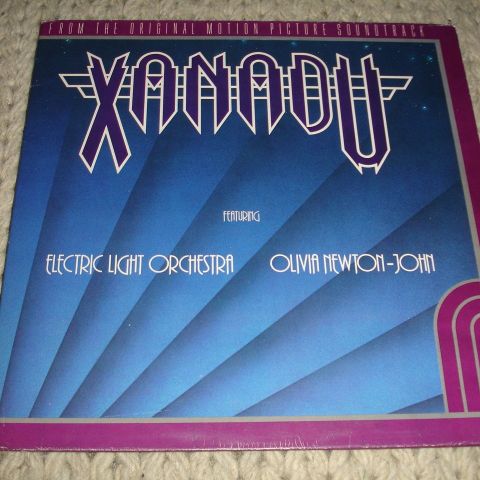 FROM THE ORIGINAL MOTION PICTURE SOUNDTRACK
XANADU
FEATURING
ELECTRIC LIGHT ORCHESTRA OLIVIA NEWTON-JOHN